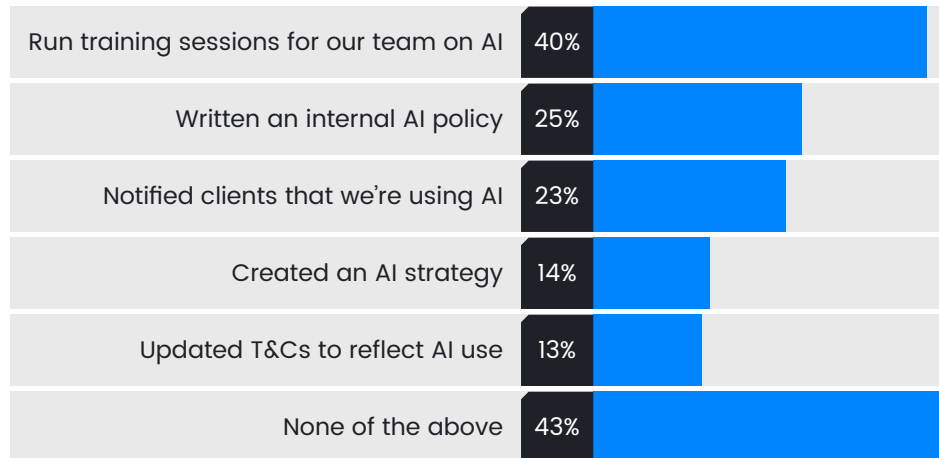 Run training sessions for our team on AI 40%
Written an internal AI policy 25%
Notified clients that we’re using AI 23%
Created an AI strategy 14%
Updated T&Cs to reflect AI use 13%
None of the above 43%